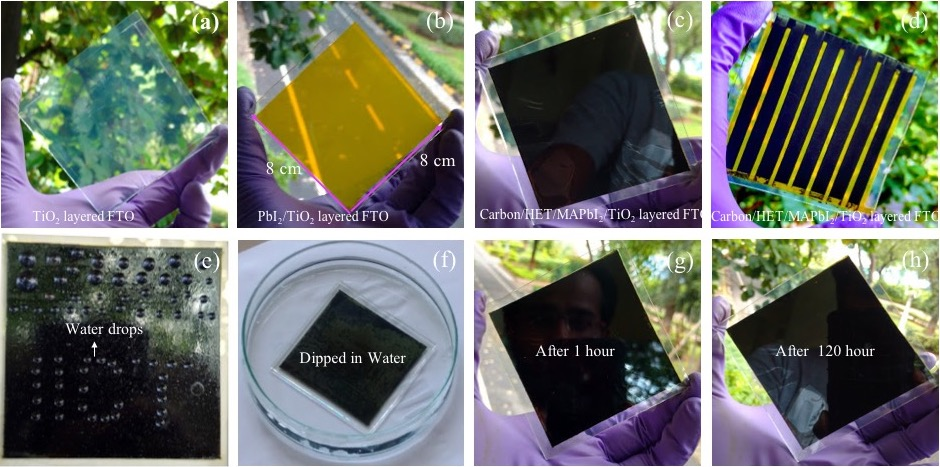 (a)
TiO₂ layered FTO
(b)
8 cm
8 cm
PbI₂/TiO₂ layered FTO
(c)
Carbon/HET/MAPbI₃/TiO₂ layered FTO
(d)
Carbon/HET/MAPbI₃/TiO₂ layered FTO
(e)
Water drops
(f)
Dipped in Water
(g)
After 1 hour
(h)
After 120 hour